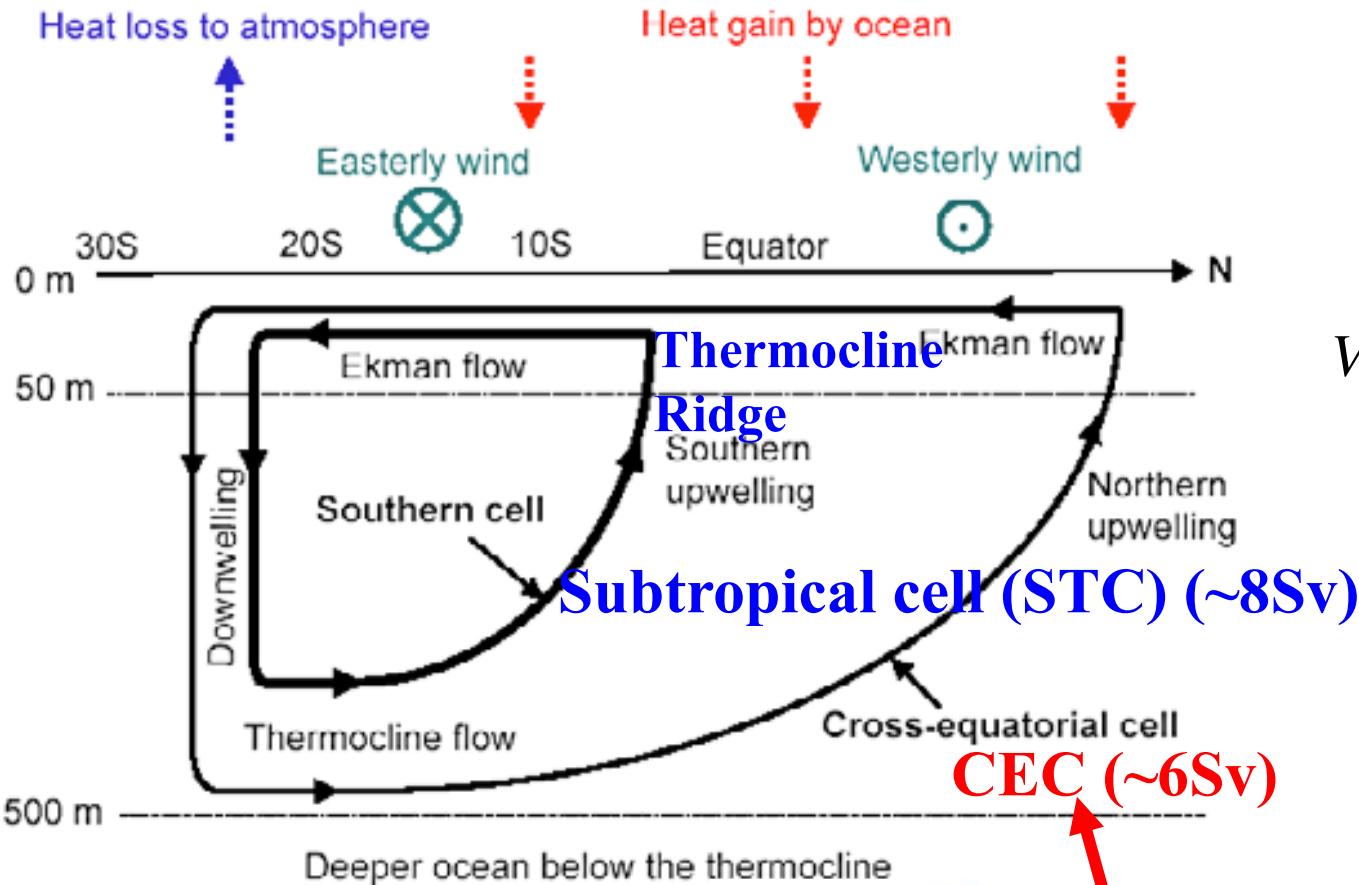 Heat loss to atmosphere
Heat gain by ocean
Easterly wind
Westerly wind
30S 20S 10S Equator
0 m
N
Ekman flow
Thermocline
Ridge
Ekman flow
V
50 m
Southern
upwelling
Northern
upwelling
Downwelling
Southern cell
Subtropical cell (STC) (~8Sv)
Thermocline flow
Cross-equatorial cell
CEC (~6Sv)
500 m
Deeper ocean below the thermocline